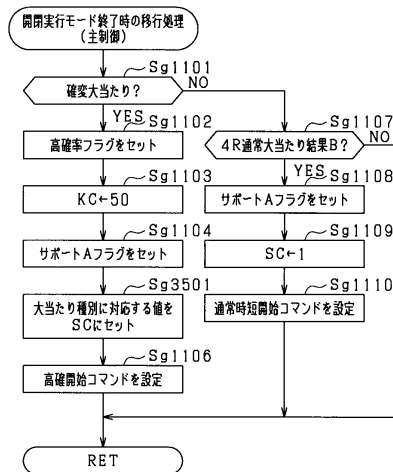 開閉実行モード終了時の移行処理
(主制御)
Sg1101
確変大当たり?
NO
YES
Sg1102
高確率フラグをセット
Sg1103
KC←50
Sg1104
サポートAフラグをセット
Sg3501
大当たり種別に対応する値を
SCにセット
Sg1106
高確開始コマンドを設定
Sg1107
4R通常大当たり結果B?
NO
YES
Sg1108
サポートAフラグをセット
Sg1109
SC←1
Sg1110
通常時短開始コマンドを設定
RET